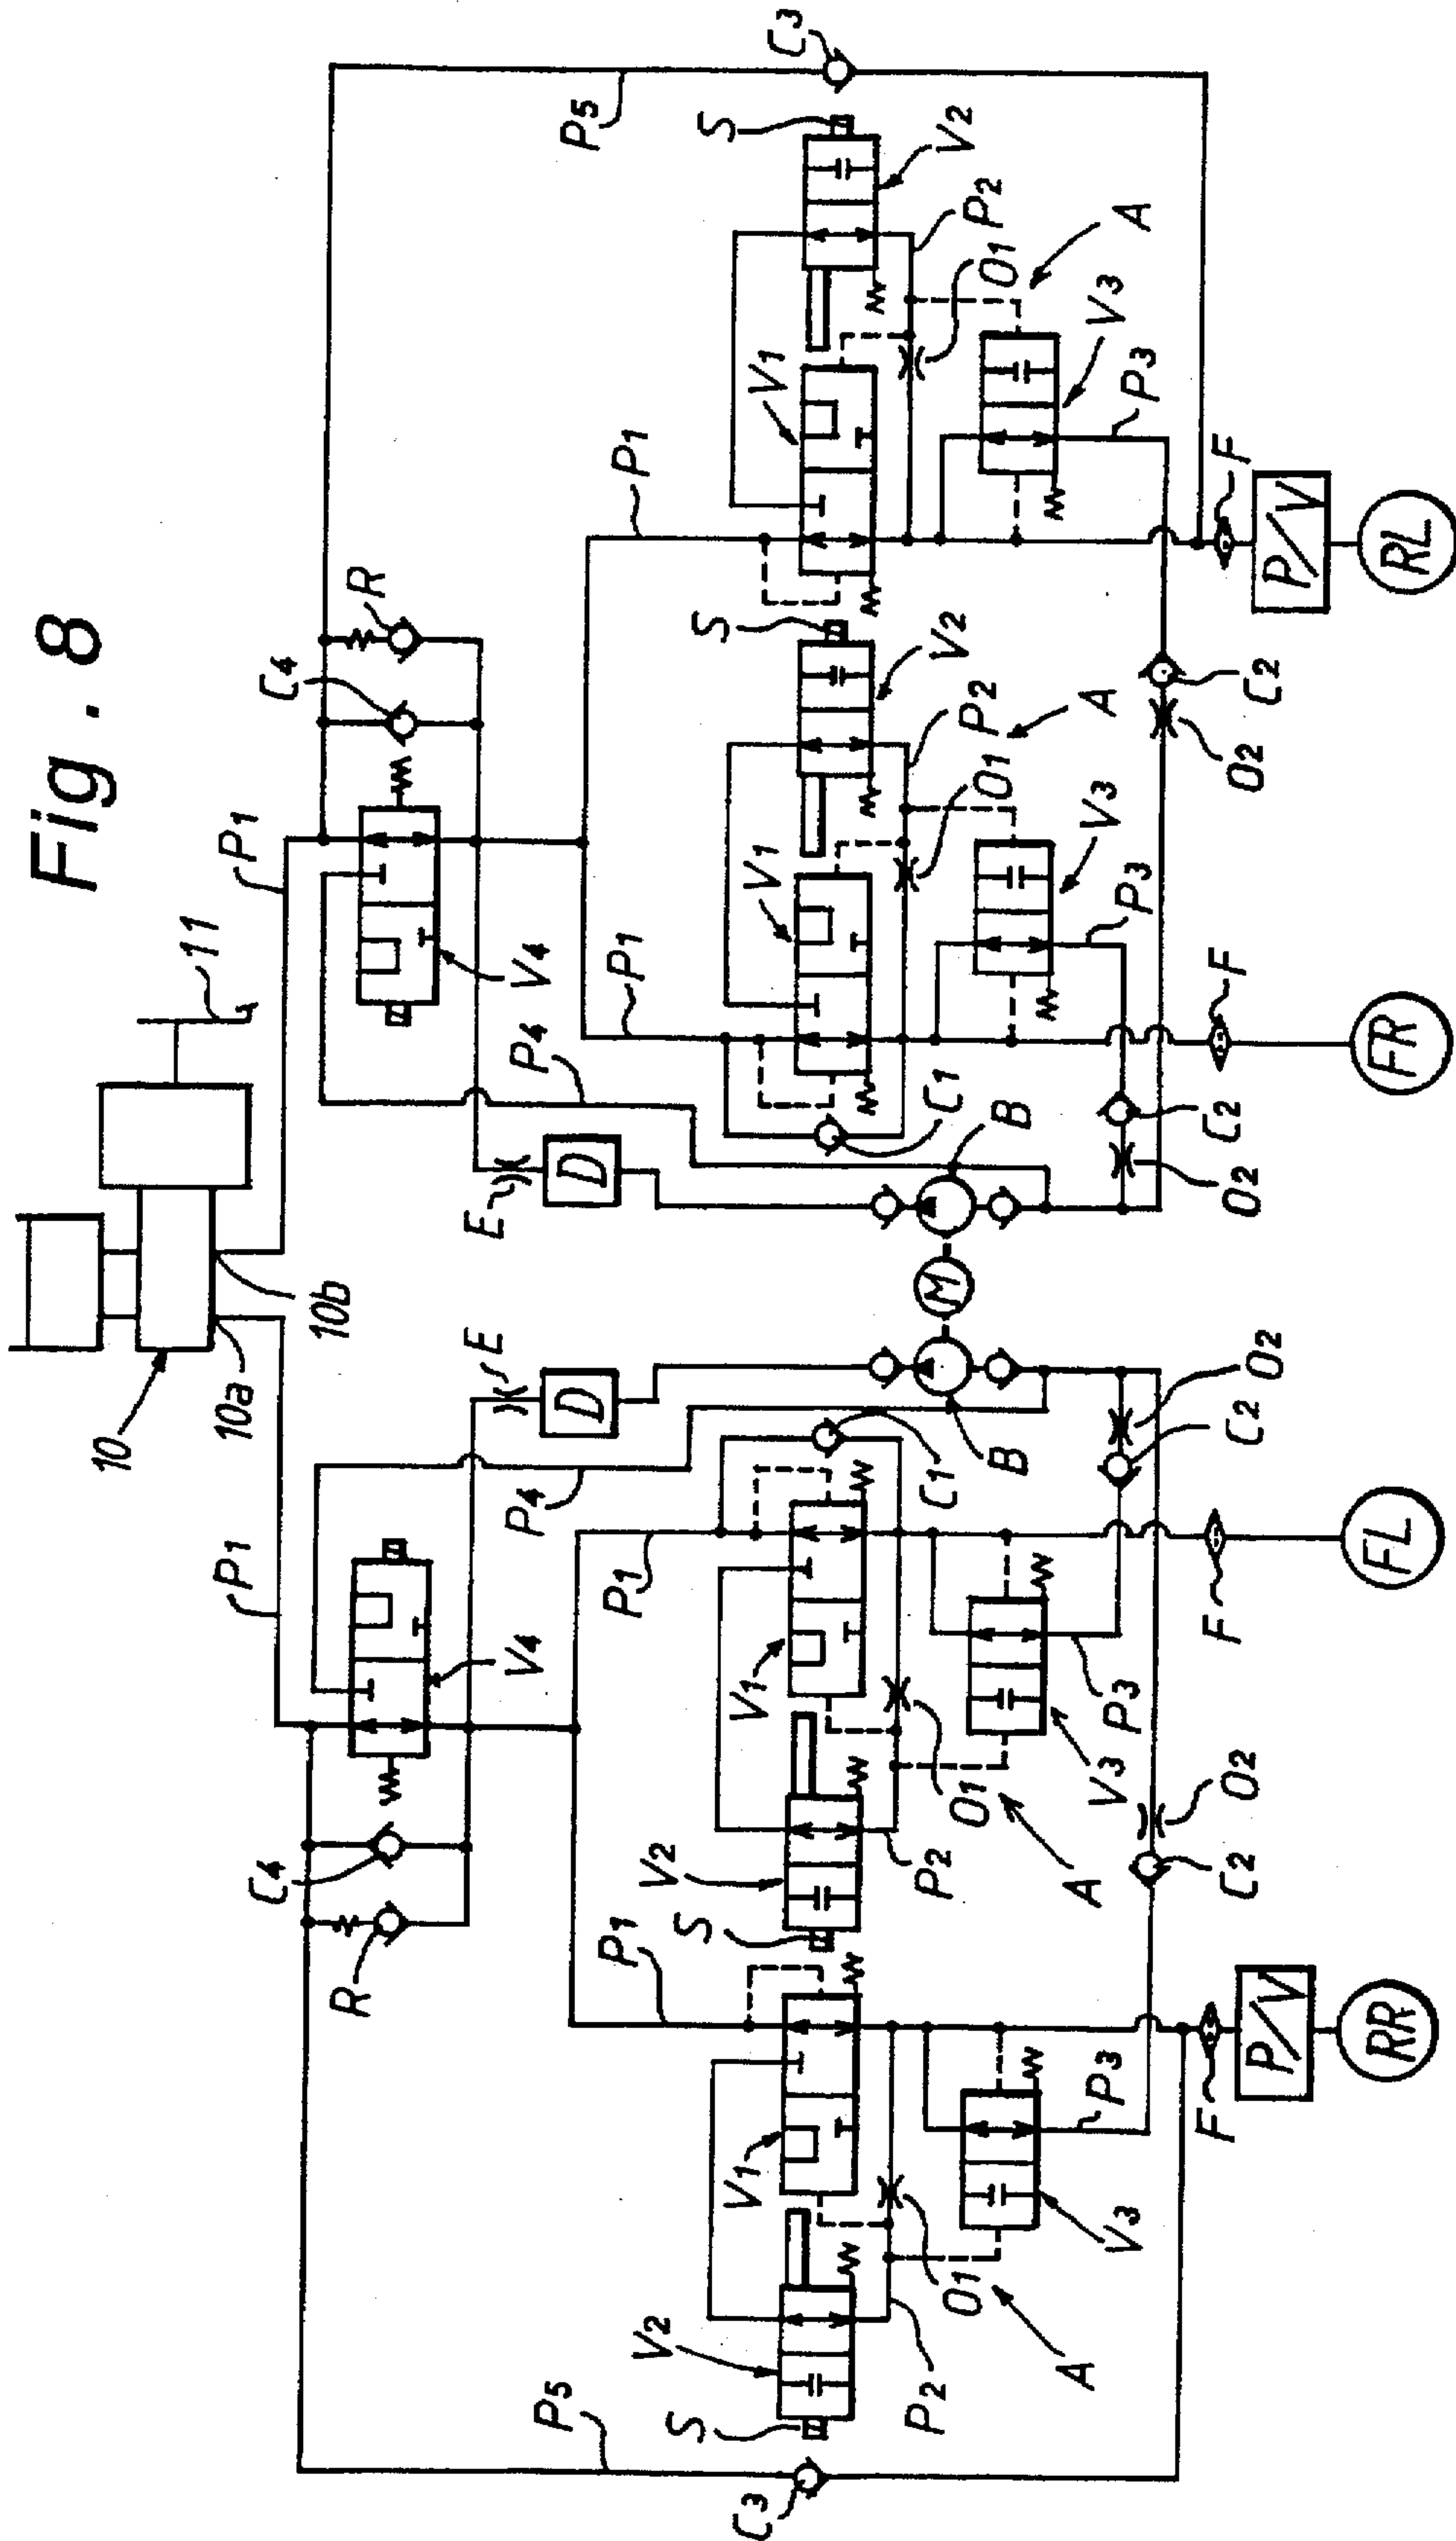 Fig. 8
10
10a
10b
11
P1
P1
C4
R
V4
V4
C4
R
P5
P5
P4
P4
E
E
D
D
P1
P1
P1
P1
C3
C3
S
V2
V1
S
V2
V1
C1
C1
V1
V2
S
V1
V2
S
P2
O1
A
P2
O1
A
B
M
B
O1
P2
A
O1
P2
A
V3
P3
V3
P3
V3
P3
V3
P3
C2
O2
C2
O2
O2
C2
O2
C2
F
F
F
F
P/V
P/V
RR
FL
FR
RL